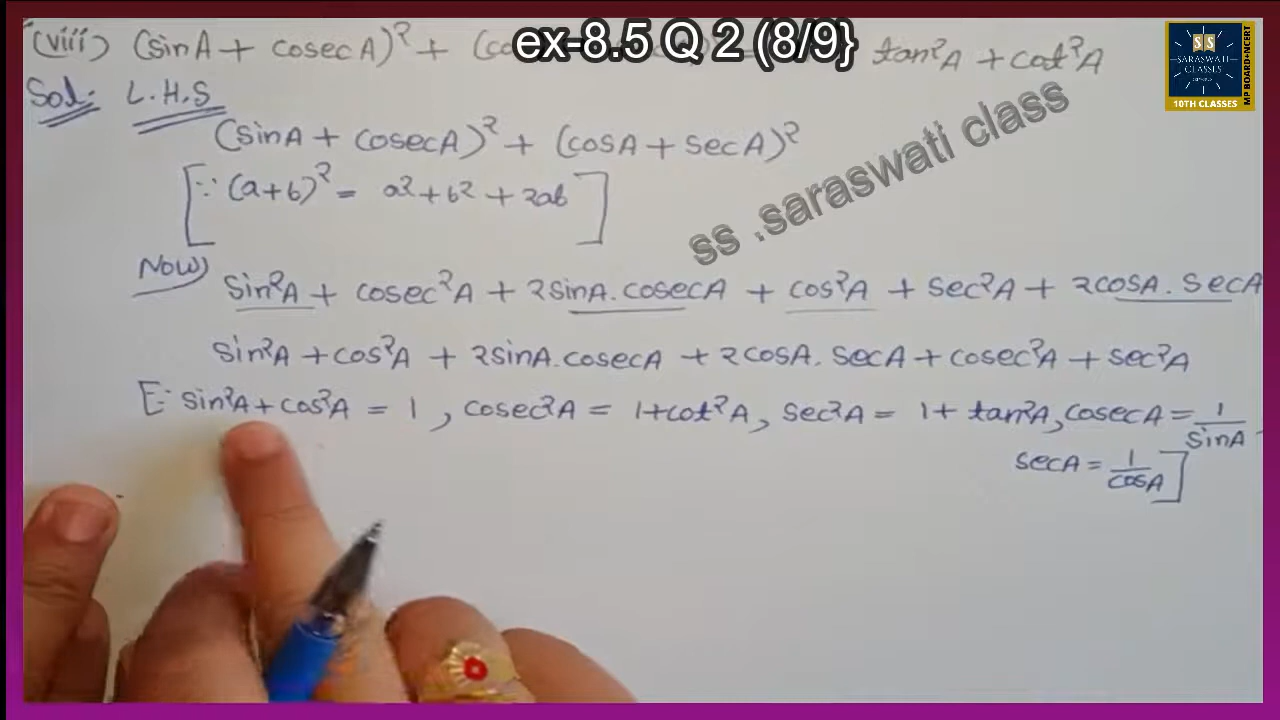 ex-8.5 Q 2 (8/9}
(viii) (sinA + cosecA)² + (co tan²A + cot²A
SS
SARASWATI
CLASSES
10TH CLASSES
MP BOARD+NCERT
Sol. L.H.S
(sinA + cosecA)² + (cosA + secA)²
[∵ (a+b)² = a² + b² + 2ab]
ss .saraswati class
Now)
sin²A + cosec²A + 2sinA.cosecA + cos²A + sec²A + 2cosA.secA
sin²A + cos²A + 2sinA.cosecA + 2cosA.secA + cosec²A + sec²A
[∵ sin²A + cos²A = 1, cosec²A = 1+cot²A, sec²A = 1+ tan²A, cosecA = 1/sinA
secA = 1/cosA]